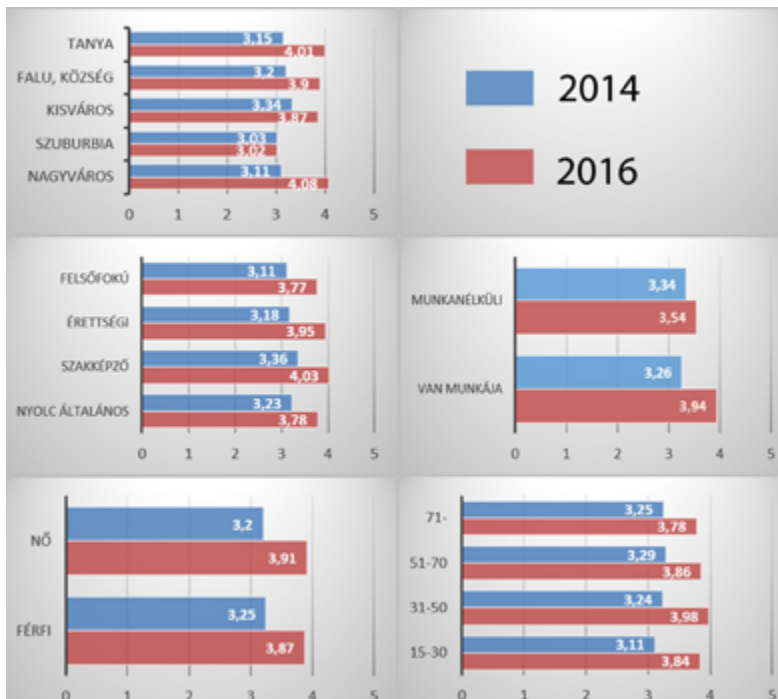 TANYA
3,15
4,01
FALU, KÖZSÉG
3,2
3,9
KISVÁROS
3,34
3,87
SZUBURBIA
3,03
3,02
NAGYVÁROS
3,11
4,08
0 1 2 3 4 5
2014
2016
FELSŐFOKÚ
3,11
3,77
ÉRETTSÉGI
3,18
3,95
SZAKKÉPZŐ
3,36
4,03
NYOLC ÁLTALÁNOS
3,23
3,78
0 1 2 3 4 5
MUNKANÉLKÜLI
3,34
3,54
VAN MUNKÁJA
3,26
3,94
0 1 2 3 4 5
NŐ
3,2
3,91
FÉRFI
3,25
3,87
0 1 2 3 4 5
71-
3,25
3,78
51-70
3,29
3,86
31-50
3,24
3,98
15-30
3,11
3,84
0 1 2 3 4 5